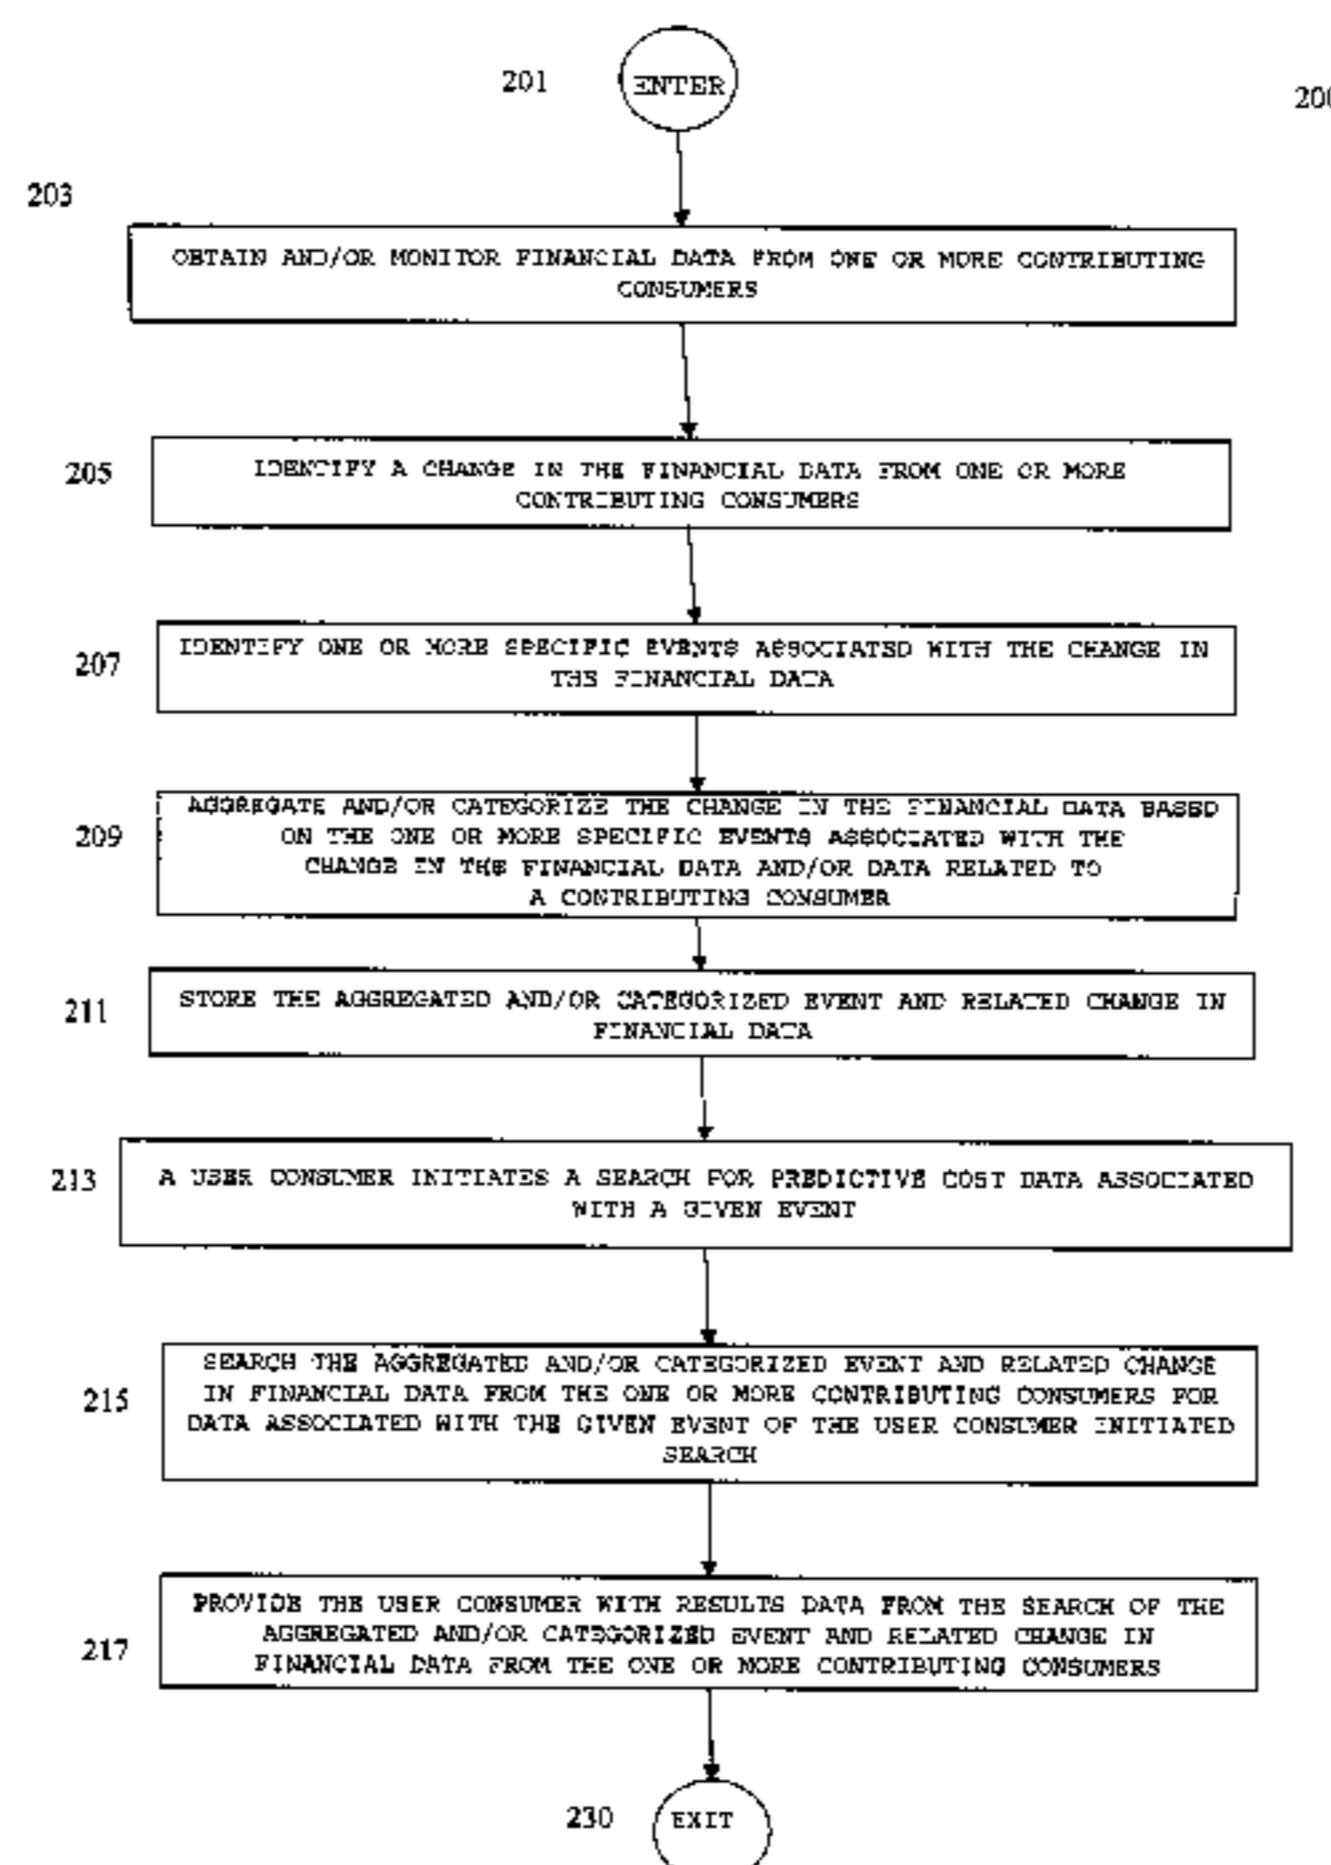 201
ENTER
200
203
OBTAIN AND/OR MONITOR FINANCIAL DATA FROM ONE OR MORE CONTRIBUTING
CONSUMERS
205
IDENTIFY A CHANGE IN THE FINANCIAL DATA FROM ONE OR MORE
CONTRIBUTING CONSUMERS
207
IDENTIFY ONE OR MORE SPECIFIC EVENTS ASSOCIATED WITH THE CHANGE IN
THE FINANCIAL DATA
209
AGGREGATE AND/OR CATEGORIZE THE CHANGE IN THE FINANCIAL DATA BASED
ON THE ONE OR MORE SPECIFIC EVENTS ASSOCIATED WITH THE
CHANGE IN THE FINANCIAL DATA AND/OR DATA RELATED TO
A CONTRIBUTING CONSUMER
211
STORE THE AGGREGATED AND/OR CATEGORIZED EVENT AND RELATED CHANGE IN
FINANCIAL DATA
213
A USER CONSUMER INITIATES A SEARCH FOR PREDICTIVE COST DATA ASSOCIATED
WITH A GIVEN EVENT
215
SEARCH THE AGGREGATED AND/OR CATEGORIZED EVENT AND RELATED CHANGE
IN FINANCIAL DATA FROM THE ONE OR MORE CONTRIBUTING CONSUMERS FOR
DATA ASSOCIATED WITH THE GIVEN EVENT OF THE USER CONSUMER INITIATED
SEARCH
217
PROVIDE THE USER CONSUMER WITH RESULTS DATA FROM THE SEARCH OF THE
AGGREGATED AND/OR CATEGORIZED EVENT AND RELATED CHANGE IN
FINANCIAL DATA FROM THE ONE OR MORE CONTRIBUTING CONSUMERS
230
EXIT